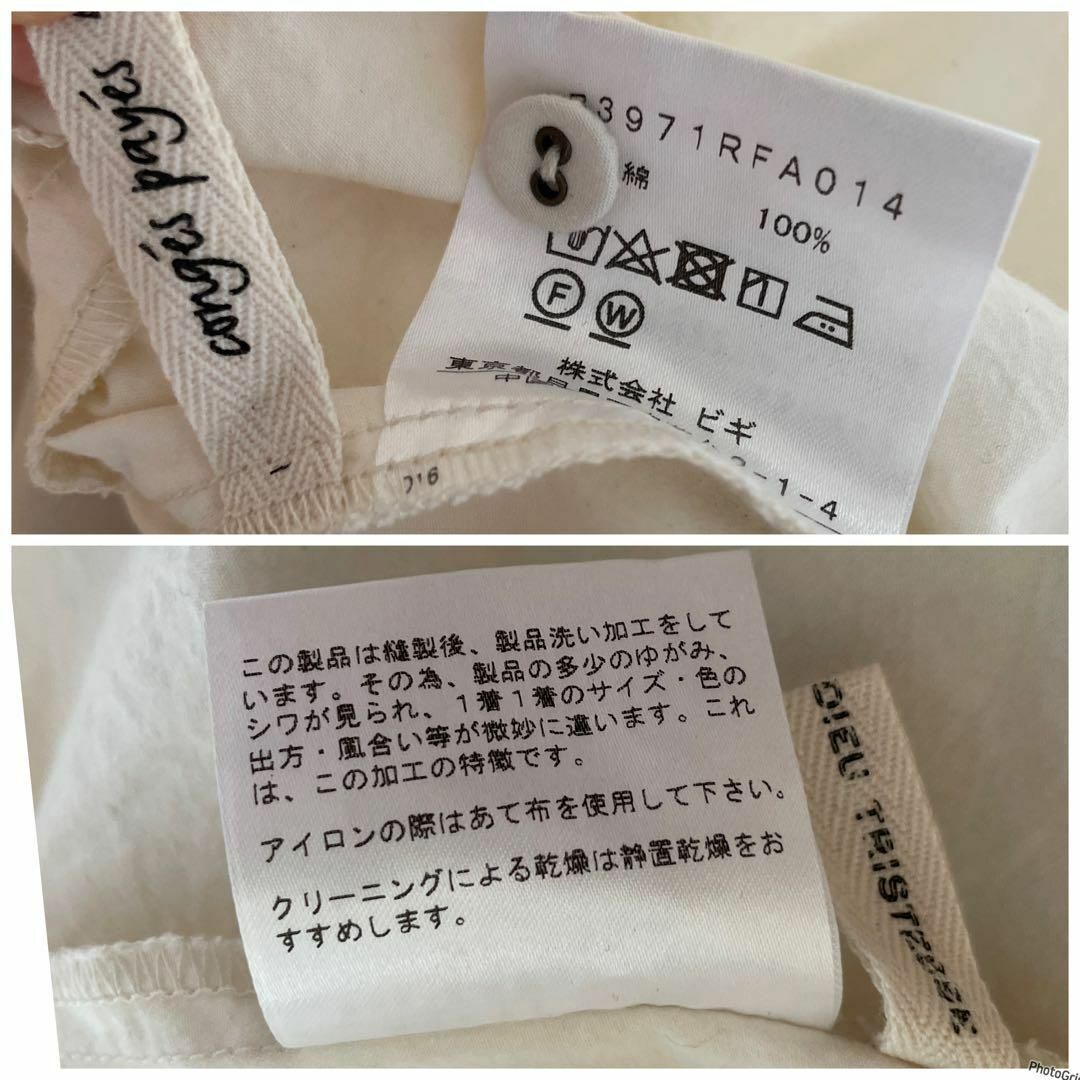 congés payés
3971RFA014
綿
100%
F W
株式会社 ビギ
東京都
-1-4
この製品は縫製後、製品洗い加工をして
います。その為、製品の多少のゆがみ、
シワが見られ、1着1着のサイズ・色の
出方・風合い等が微妙に違います。これ
は、この加工の特徴です。
アイロンの際はあて布を使用して下さい。
クリーニングによる乾燥は静置乾燥をお
すすめします。
TRISTESSE